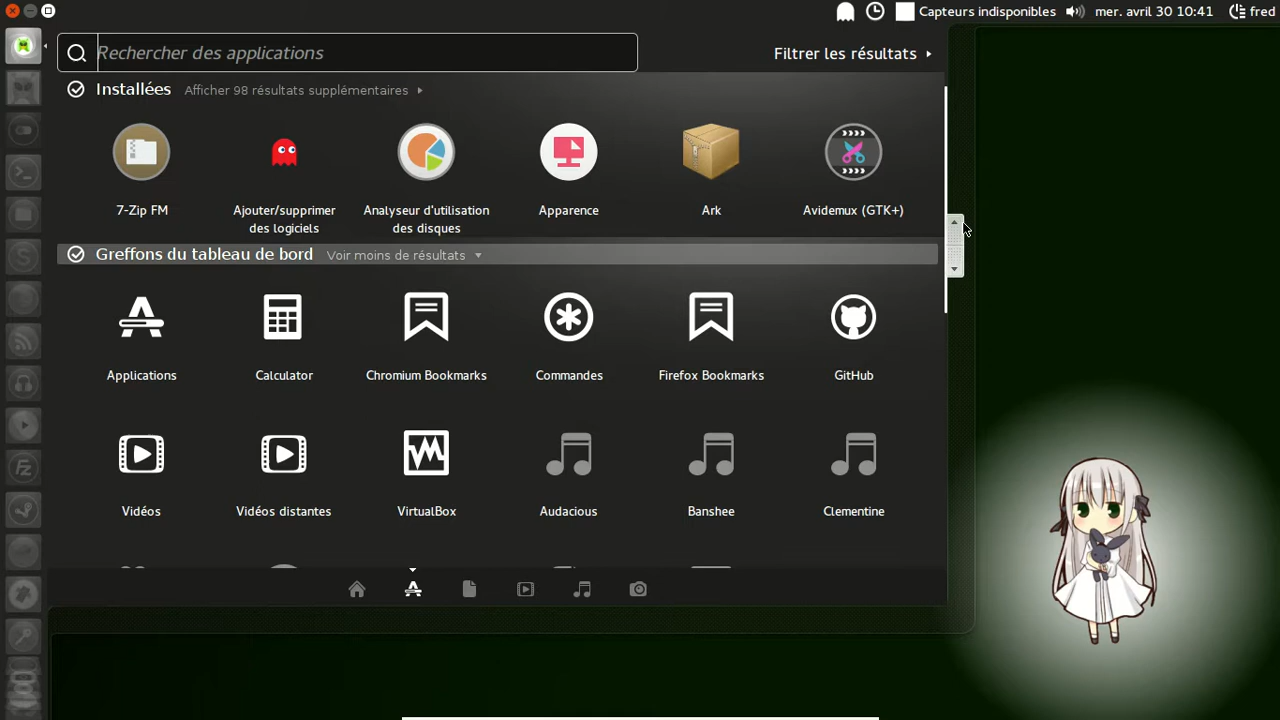 Capteurs indisponibles mer. avril 30 10:41 fred
Rechercher des applications
Filtrer les résultats
Installées Afficher 98 résultats supplémentaires
7-Zip FM
Ajouter/supprimer
des logiciels
Analyseur d'utilisation
des disques
Apparence
Ark
Avidemux (GTK+)
Greffons du tableau de bord Voir moins de résultats
Applications
Calculator
Chromium Bookmarks
Commandes
Firefox Bookmarks
GitHub
Vidéos
Vidéos distantes
VirtualBox
Audacious
Banshee
Clementine